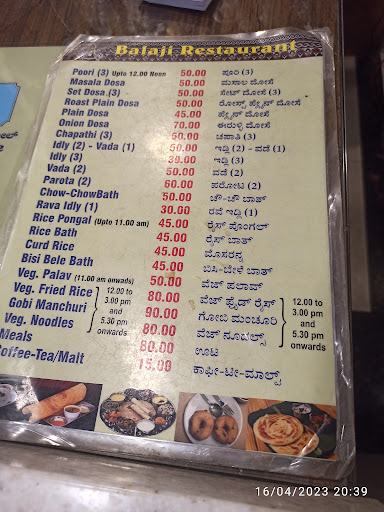 Balaji Restaurant
Poori (3) Upto 12.00 Noon 50.00 ಪೂರಿ (3)
Masala Dosa 50.00 ಮಸಾಲ ದೋಸೆ
Set Dosa.(3) 50.00 ಸೇಟ್ ದೋಸೆ (3)
Roast Plain Dosa 50.00 ರೋಸ್ಟ್ ಪ್ಲೇನ್ ದೋಸೆ
Plain Dosa 45.00 ಪ್ಲೇನ್ ದೋಸೆ
Onion Dosa 70.00 ಈರುಳ್ಳಿ ದೋಸೆ
Chapathi (3) 50.00 ಚಪಾತಿ (3)
Idly (2) - Vada (1) 50.00 ಇಡ್ಲಿ (2) - ವಡೆ (1)
Idly (3) 30.00 ಇಡ್ಲಿ (3)
Vada (2) 50.00 ವಡೆ (2)
Parota (2) 60.00 ಪರೋಟ (2)
Chow-ChowBath 50.00 ಚೌ-ಚೌ ಬಾತ್
Rava Idly (1) 30.00 ರವೆ ಇಡ್ಲಿ (1)
Rice Pongal (Upto 11.00 am) 45.00 ರೈಸ್ ಪೊಂಗಲ್
Rice Bath 45.00 ರೈಸ್ ಬಾತ್
Curd Rice 45.00 ಮೊಸರನ್ನ
Bisi Bele Bath 45.00 ಬಿಸಿ-ಬೇಳೆ ಬಾತ್
Veg. Palav (11.00 am onwads) 50.00 ವೆಜ್ ಪಲಾವ್
Veg. Fried Rice 80.00 ವೆಜ್ ಫ್ರೈಡ್ ರೈಸ್
Gobi Manchuri 90.00 ಗೋಬಿ ಮಂಚೂರಿ
Veg. Noodles 80.00 ವೆಜ್ ನೂಡಲ್ಸ್
12.00 to
3.00 pm
and
5.30 pm
onwards
12.00 to
3.00 pm
and
5.30 pm
onwards
Meals 80.00 ಊಟ
Coffee-Tea/Malt 15.00 ಕಾಫೀ-ಟೀ-ಮಾಲ್ಟ್
16/04/2023 20:39